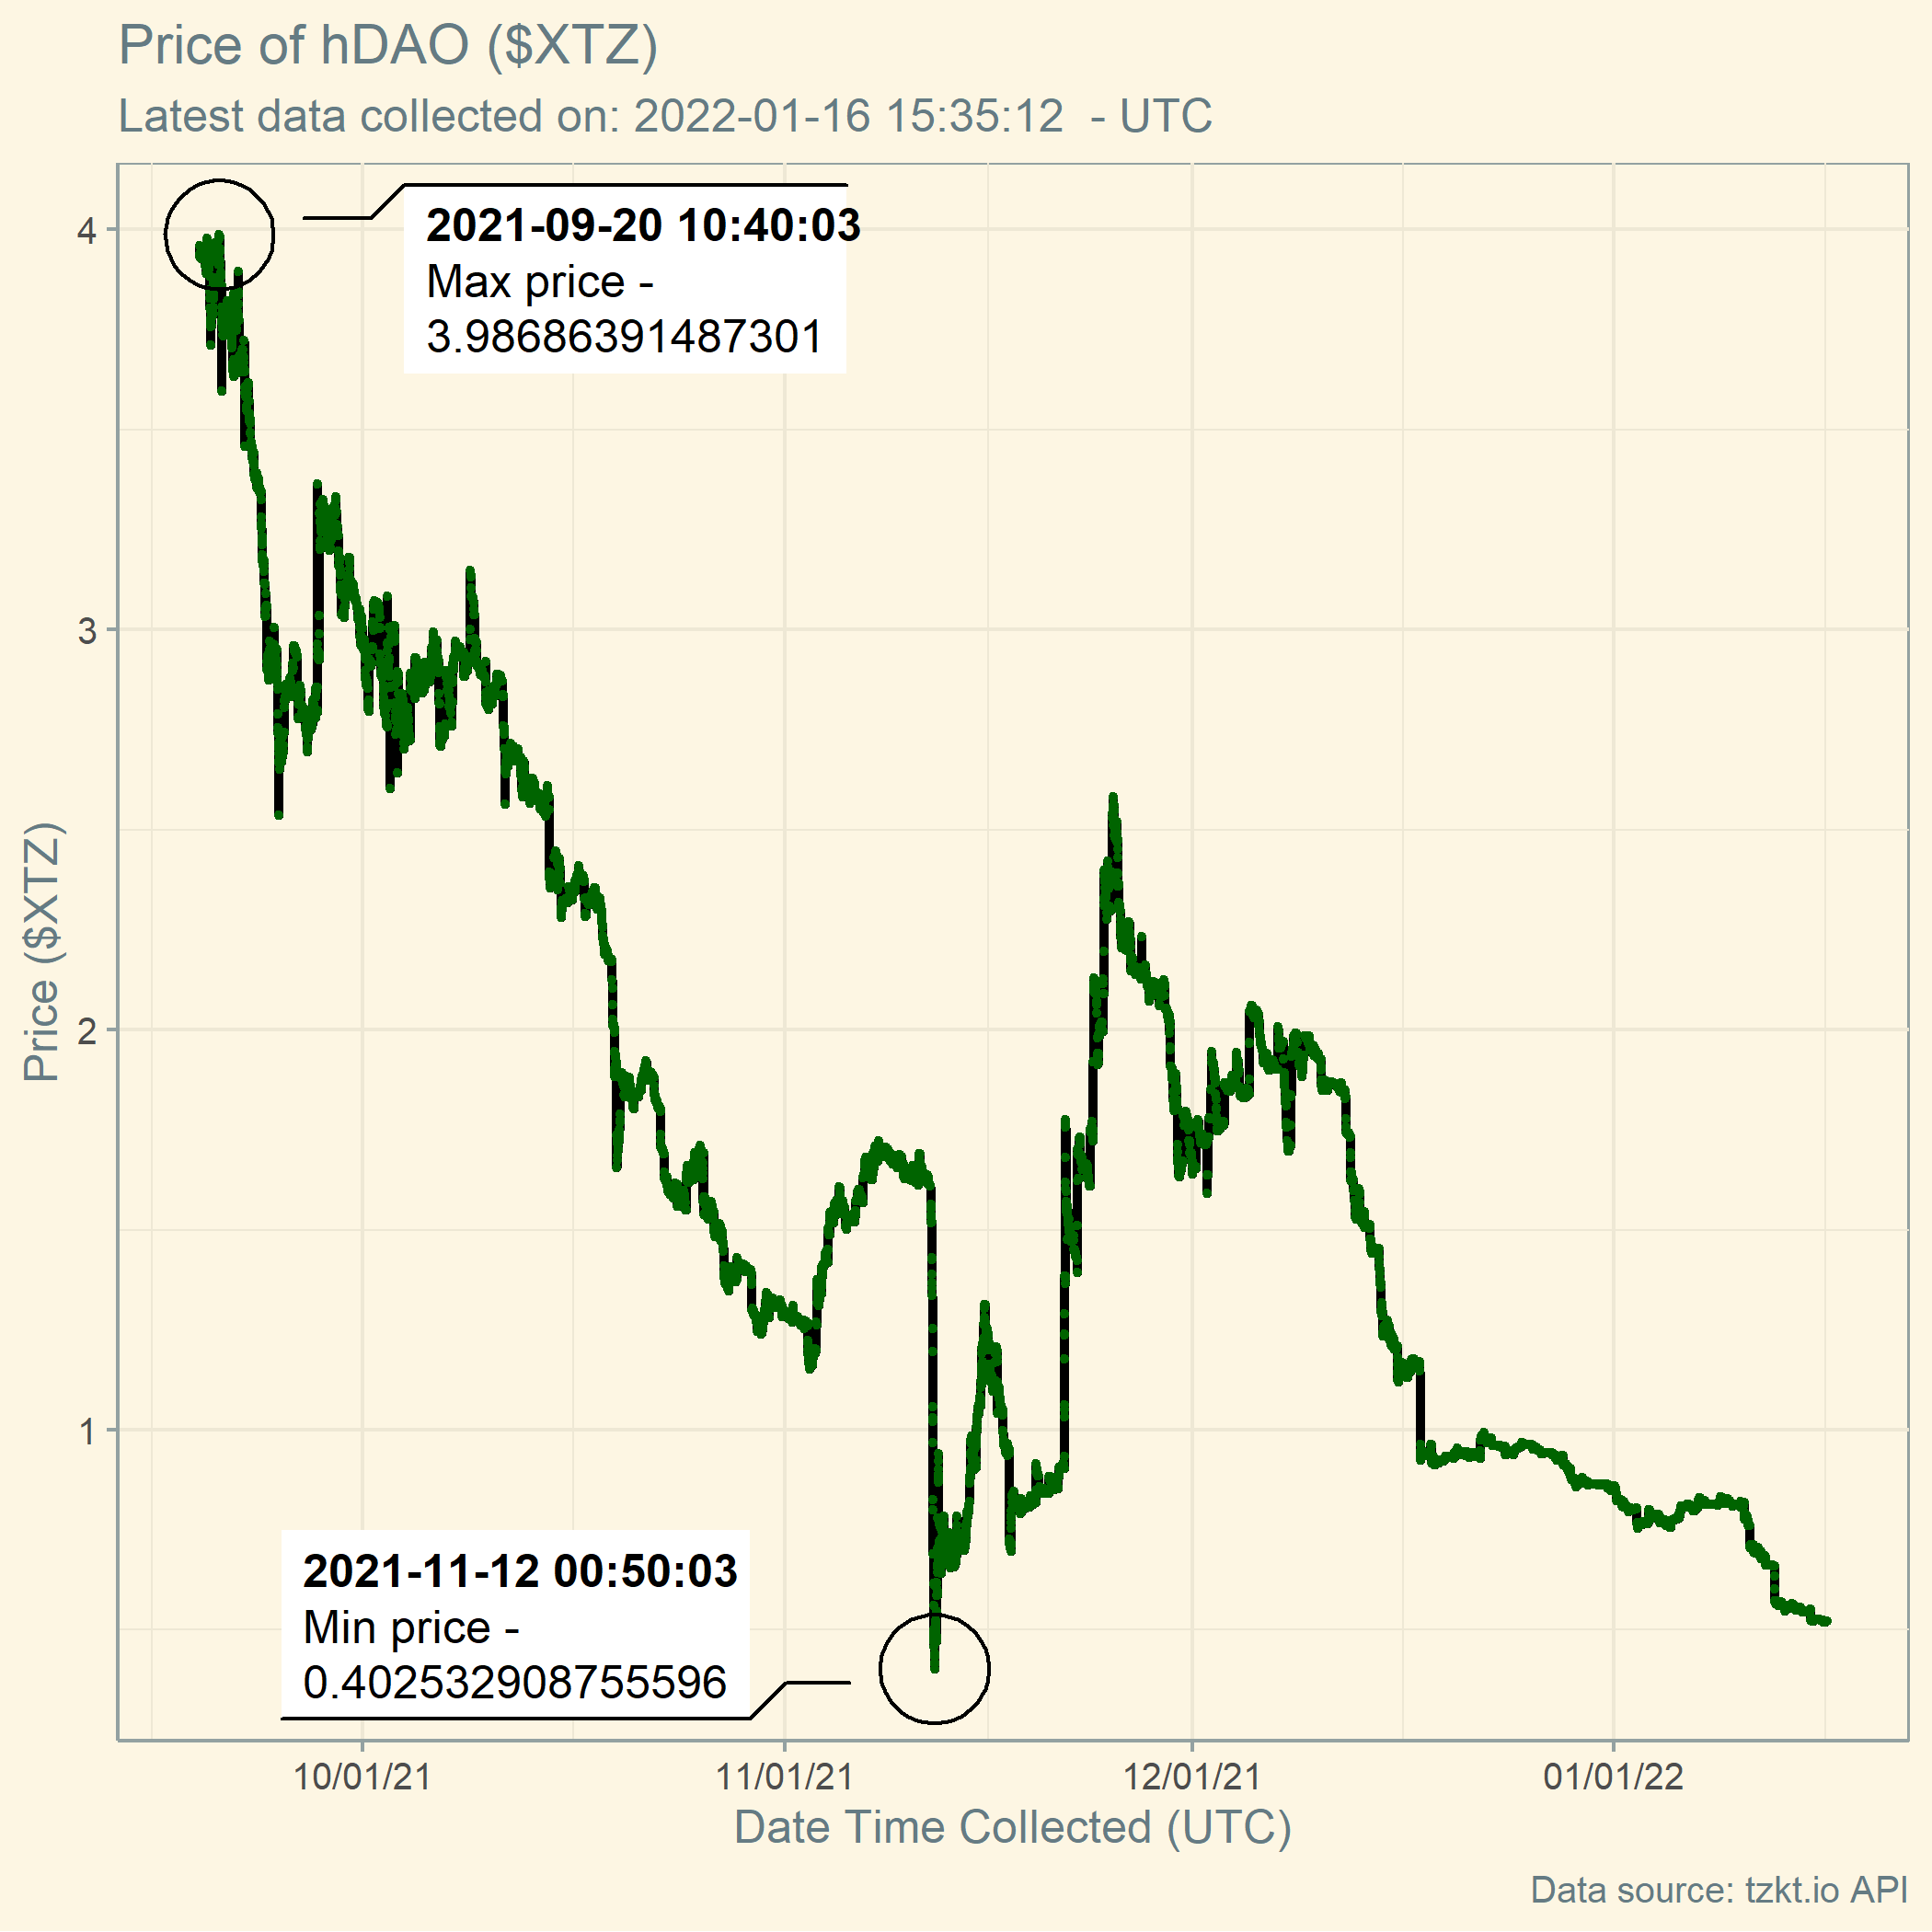 Price of hDAO ($XTZ)
Latest data collected on: 2022-01-16 15:35:12  - UTC
2021-09-20 10:40:03
Max price -
3.98686391487301
4
3
2
1
Price ($XTZ)
2021-11-12 00:50:03
Min price -
0.402532908755596
10/01/21
11/01/21
12/01/21
01/01/22
Date Time Collected (UTC)
Data source: tzkt.io API